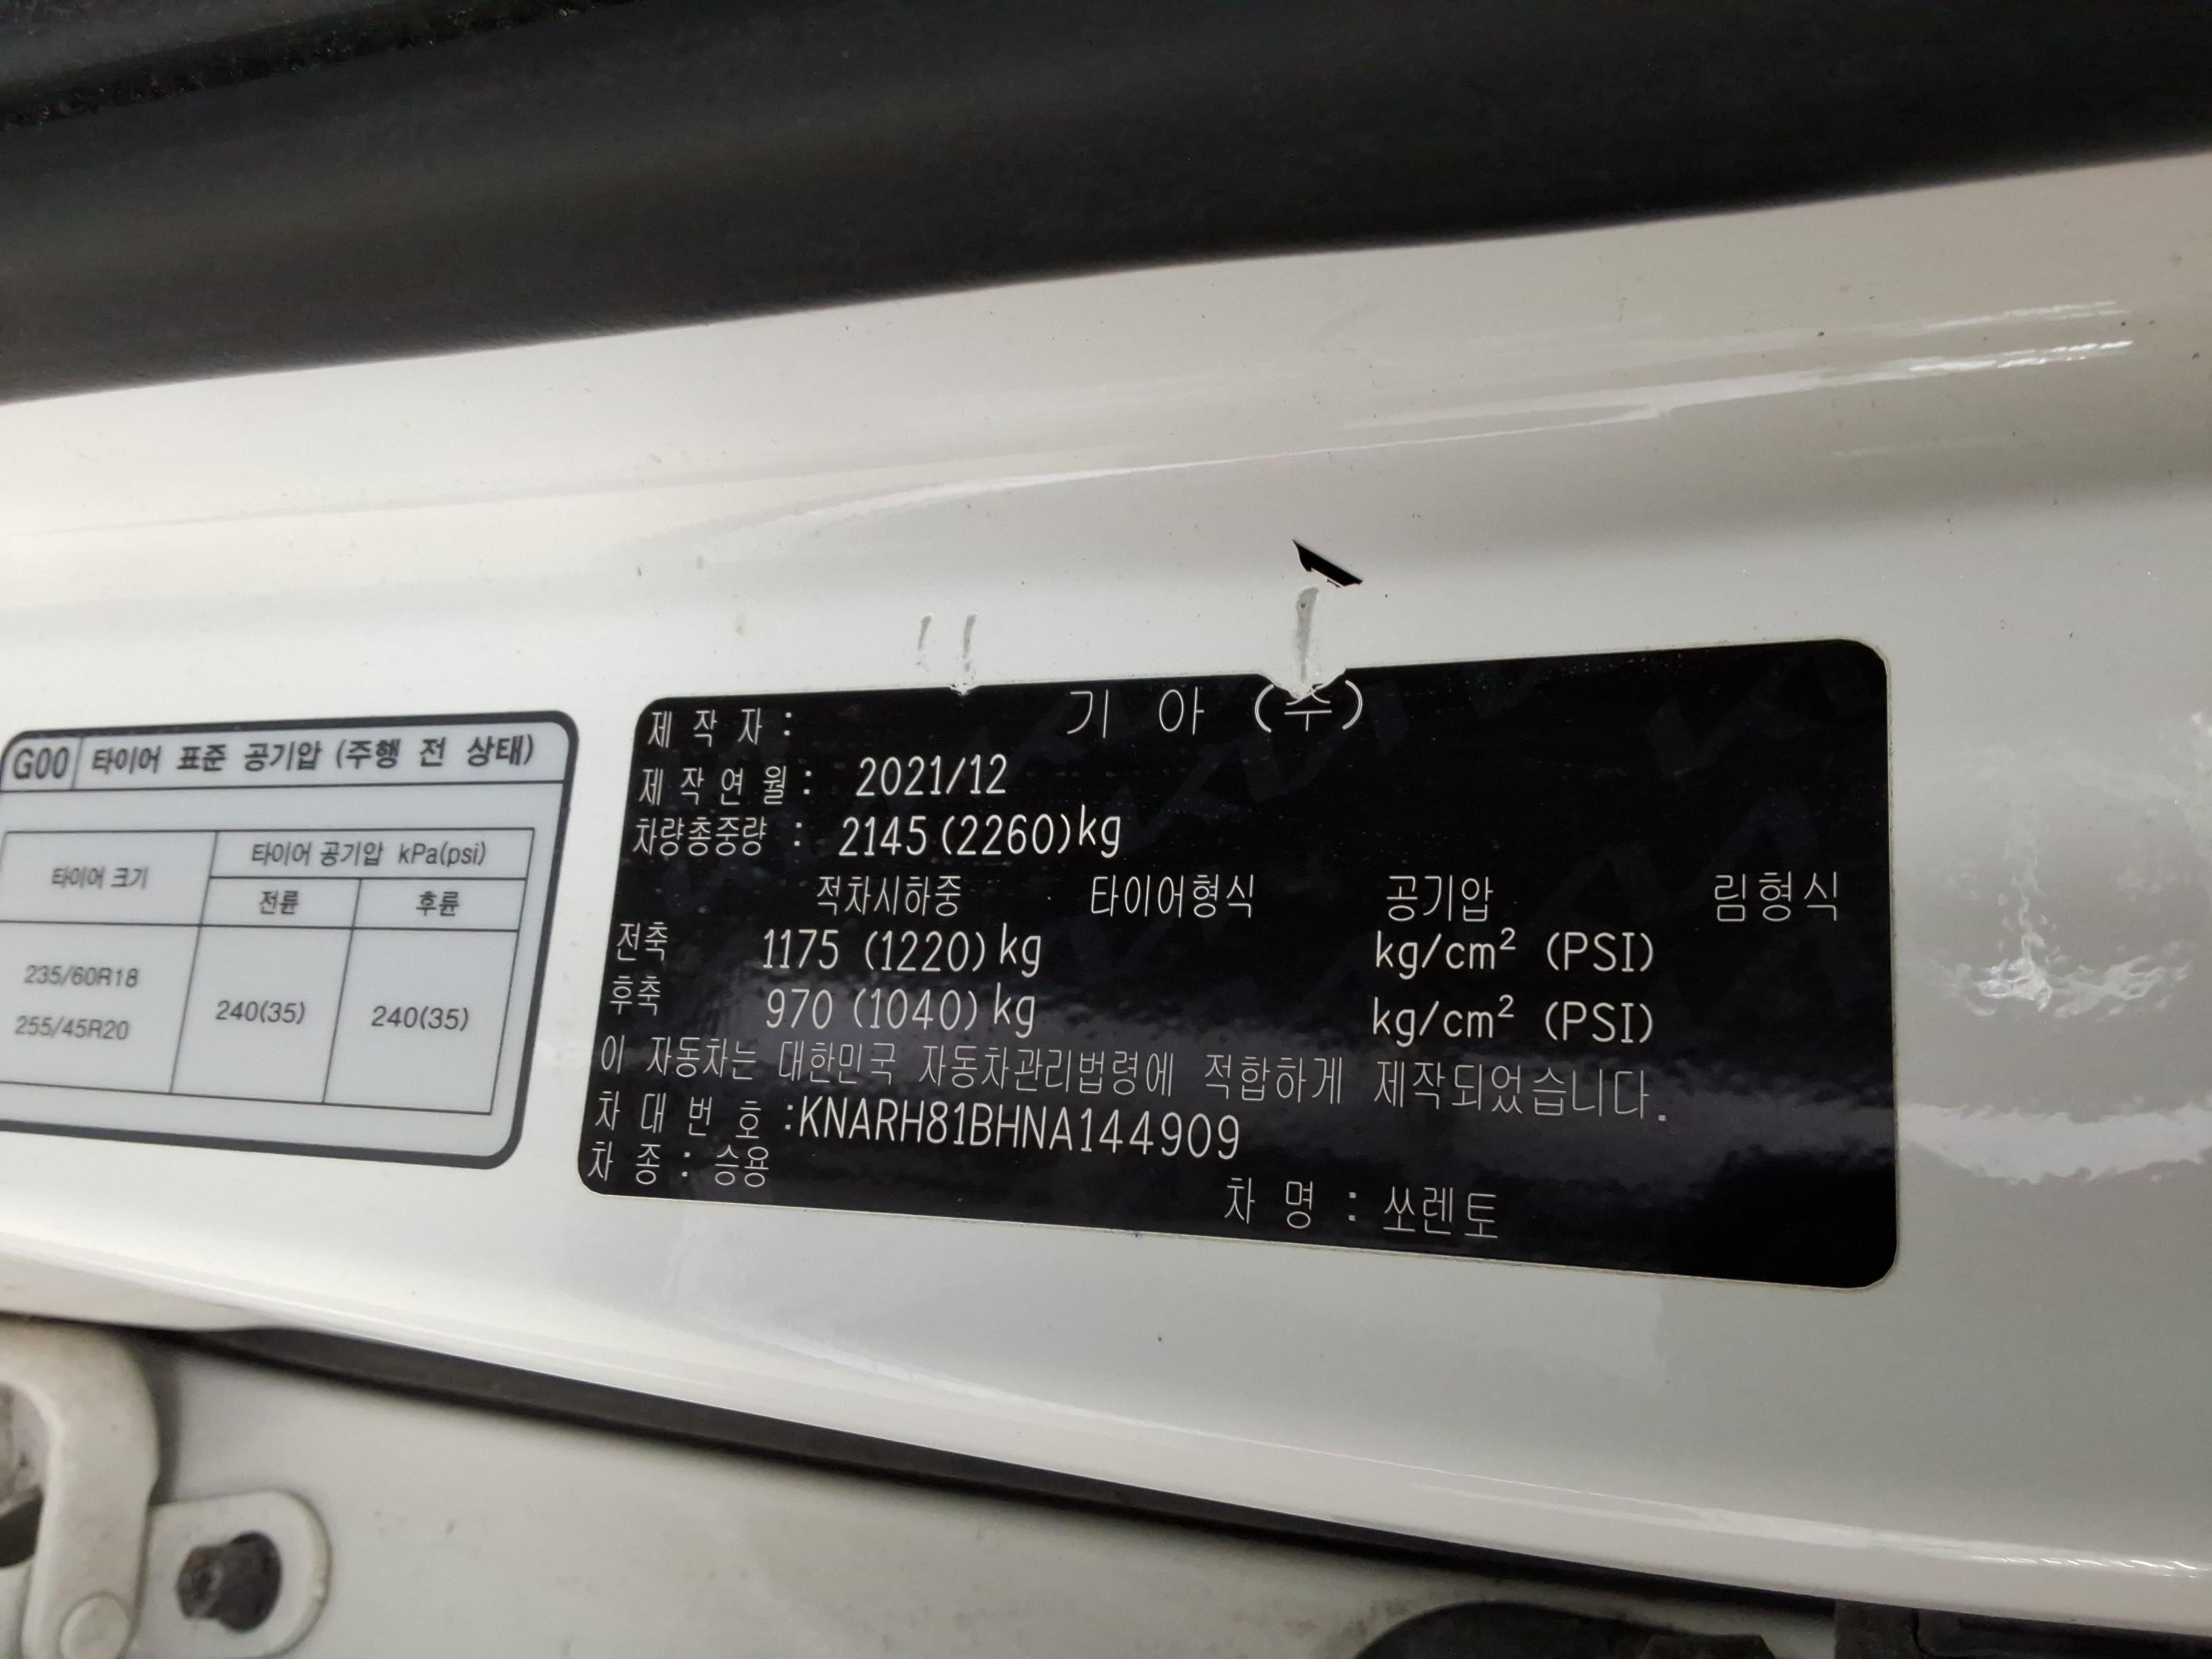 G00 타이어 표준 공기압 (주행 전 상태)
타이어 크기
타이어 공기압 kPa(psi)
전륜 후륜
235/60R18
255/45R20
240(35) 240(35)
제 작 자 : 기 아 (주)
제 작 연 월 : 2021/12
차량총중량 : 2145 (2260)kg
적차시하중 타이어형식 공기압 림형식
전축 1175 (1220)kg kg/cm² (PSI)
후축 970 (1040)kg kg/cm² (PSI)
이 자동차는 대한민국 자동차관리법령에 적합하게 제작되었습니다.
차 대 번 호 :KNARH81BHNA144909
차 종 : 승용
차 명 : 쏘렌토